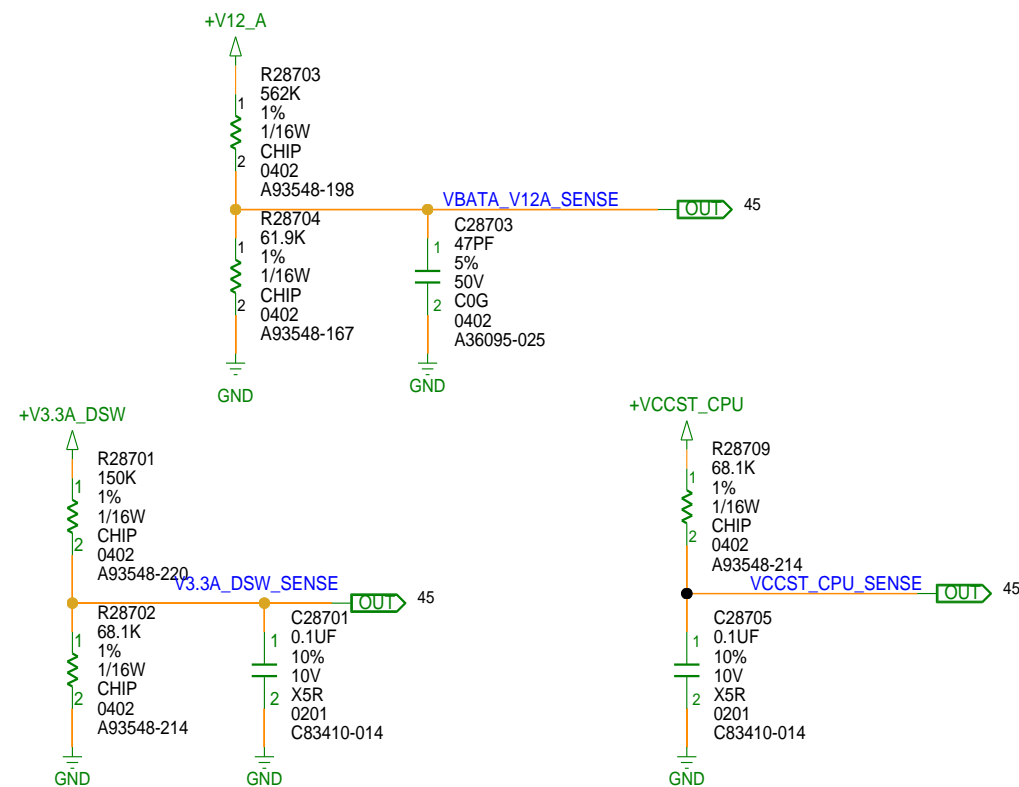 +V12_A
R28703
562K
1
1%
1/16W
CHIP
2
0402
A93548-198
VBATA_V12A_SENSE
OUT
45
R28704
61.9K
1
1%
1/16W
CHIP
2
0402
A93548-167
GND
C28703
1
47PF
5%
50V
C0G
2
0402
A36095-025
GND
+V3.3A_DSW
R28701
150K
1
1%
1/16W
CHIP
2
0402
A93548-220
V3.3A_DSW_SENSE
OUT
45
R28702
68.1K
1
1%
1/16W
CHIP
2
0402
A93548-214
GND
C28701
1
0.1UF
10%
10V
2
X5R
0201
C83410-014
GND
+VCCST_CPU
R28709
68.1K
1
1%
1/16W
CHIP
2
0402
A93548-214
VCCST_CPU_SENSE
OUT
45
C28705
1
0.1UF
10%
10V
2
X5R
0201
C83410-014
GND